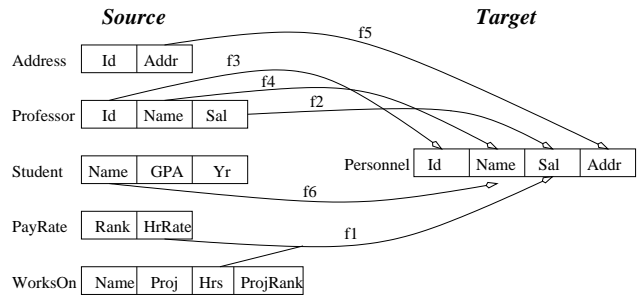 Source Target
f5
Address Id Addr
f3
f4
Professor Id Name Sal
f2
Personnel Id Name Sal Addr
Student Name GPA Yr
f6
PayRate Rank HrRate
f1
WorksOn Name Proj Hrs ProjRank